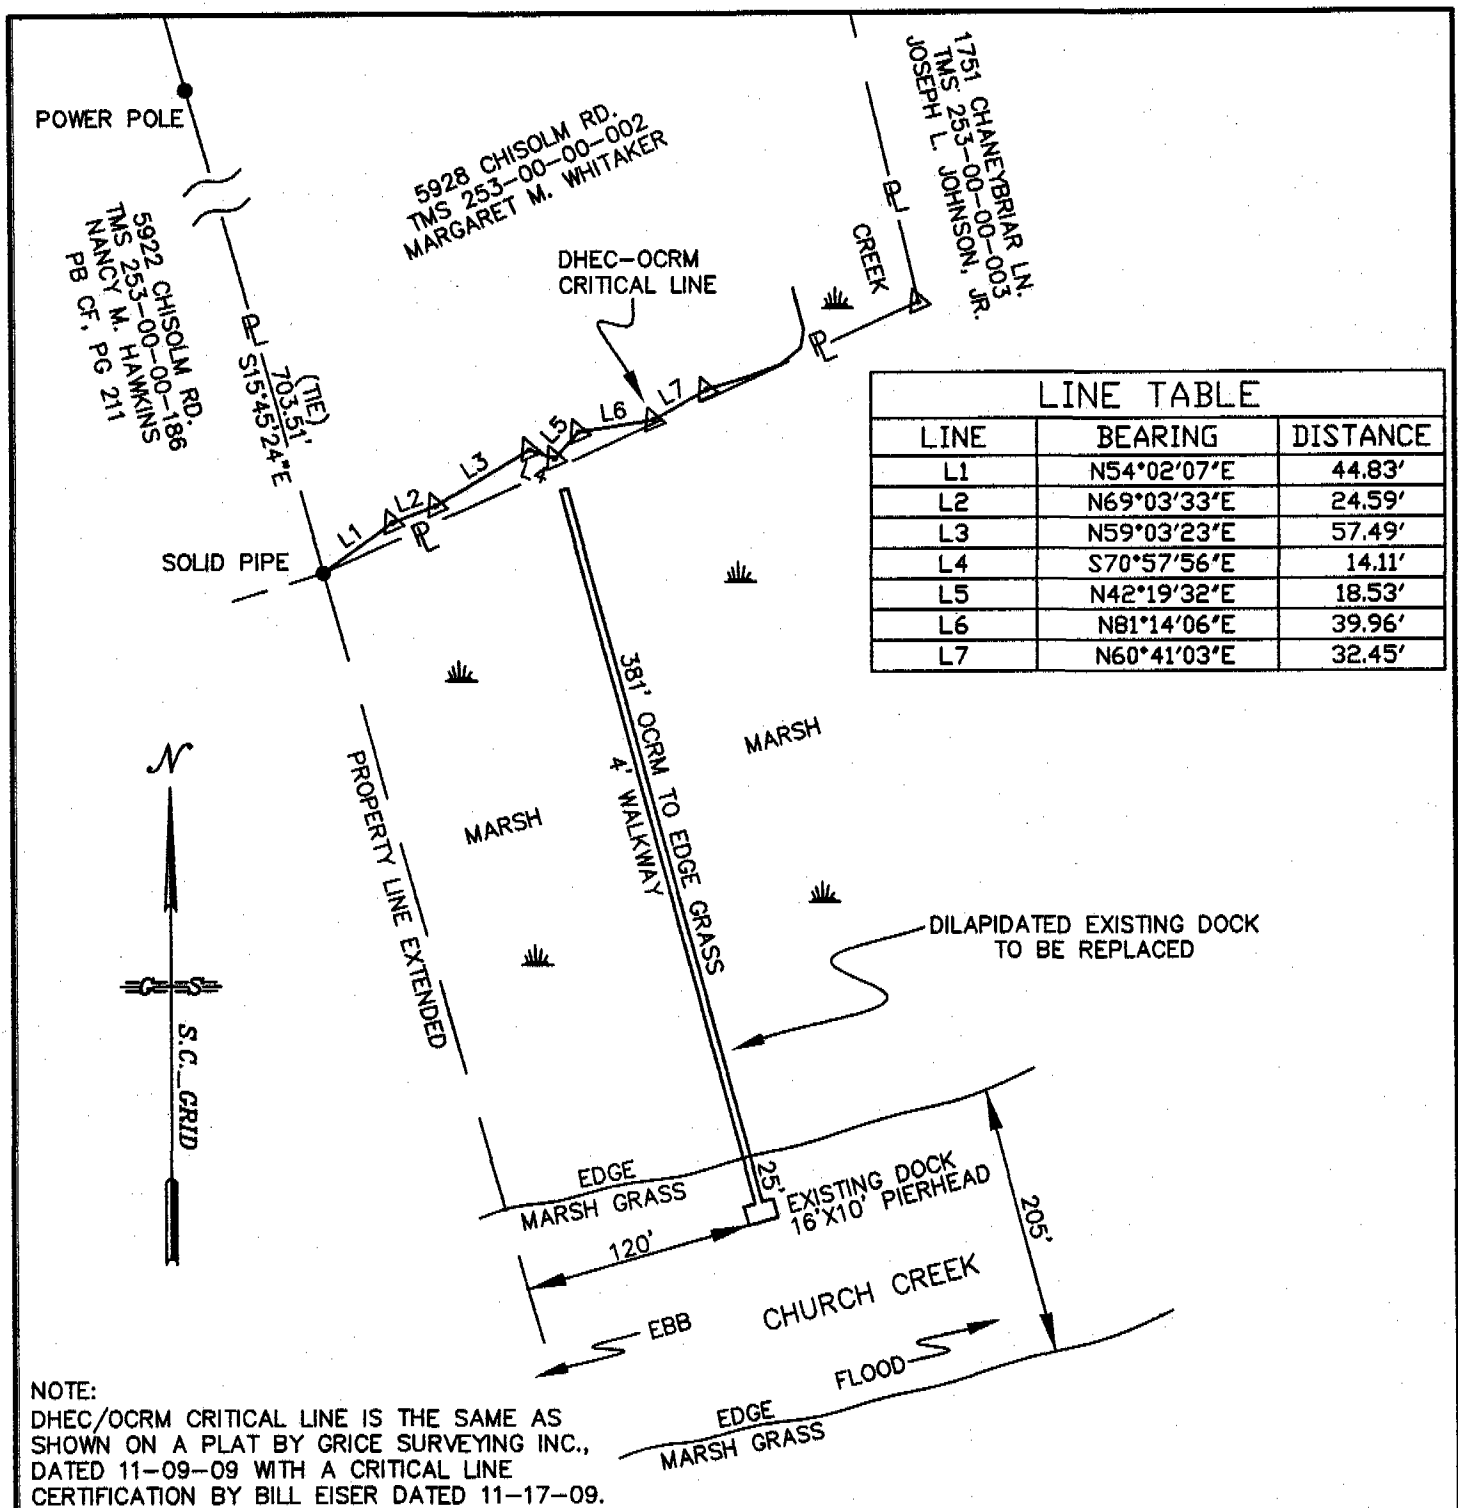 POWER POLE
5928 CHISOLM RD.
TMS 253-00-00-002
MARGARET M. WHITAKER
1751 CHANEYBRIAR LN.
TMS 253-00-00-003
JOSEPH L. JOHNSON, JR.
5922 CHISOLM RD.
TMS 253-00-00-186
NANCY M. HAWKINS
PB CF, PG 211
DHEC-OCRM
CRITICAL LINE
CREEK
PL
PL
(TIE)
703.51'
S15°45'24"E
PL
L1
L2
L3
L4
L5
L6
L7
PL
SOLID PIPE
LINE TABLE
LINE BEARING DISTANCE
L1 N54°02'07"E 44.83'
L2 N69°03'33"E 24.59'
L3 N59°03'23"E 57.49'
L4 S70°57'56"E 14.11'
L5 N42°19'32"E 18.53'
L6 N81°14'06"E 39.96'
L7 N60°41'03"E 32.45'
381' OCRM TO EDGE GRASS
4' WALKWAY
MARSH
MARSH
PROPERTY LINE EXTENDED
N
G S
S.C. GRID
DILAPIDATED EXISTING DOCK
TO BE REPLACED
EDGE
MARSH GRASS
25'
EXISTING DOCK
16'X10' PIERHEAD
205'
120'
CHURCH CREEK
EBB
FLOOD
EDGE
MARSH GRASS
NOTE:
DHEC/OCRM CRITICAL LINE IS THE SAME AS
SHOWN ON A PLAT BY GRICE SURVEYING INC.,
DATED 11-09-09 WITH A CRITICAL LINE
CERTIFICATION BY BILL EISER DATED 11-17-09.